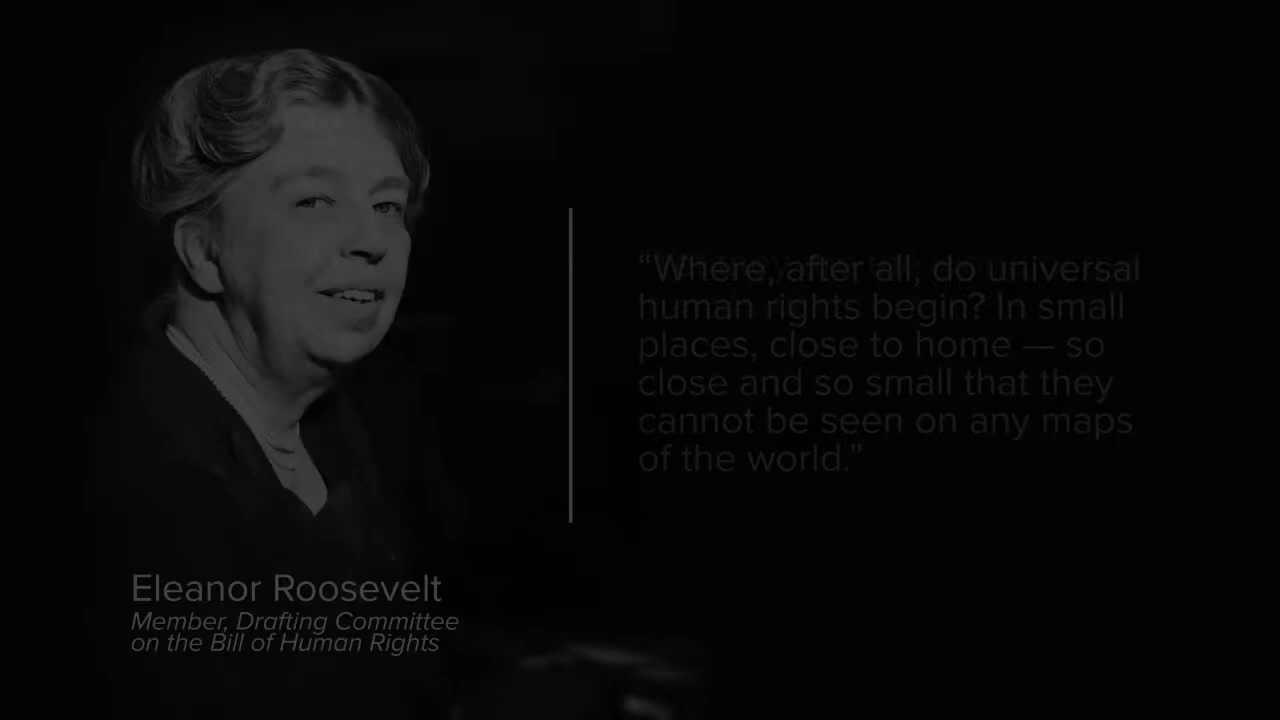 Eleanor Roosevelt
Member, Drafting Committee
on the Bill of Human Rights
“Where, after all, do universal
human rights begin? In small
places, close to home — so
close and so small that they
cannot be seen on any maps
of the world.”